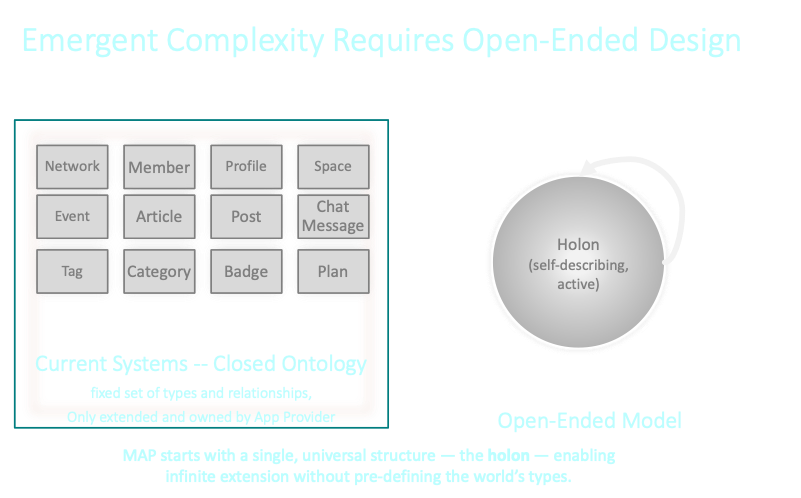 Emergent Complexity Requires Open-Ended Design
Network
Member
Profile
Space
Event
Article
Post
Chat
Message
Tag
Category
Badge
Plan
Current Systems -- Closed Ontology
fixed set of types and relationships,
Only extended and owned by App Provider
Holon
(self-describing,
active)
Open-Ended Model
MAP starts with a single, universal structure — the holon — enabling
infinite extension without pre-defining the world's types.